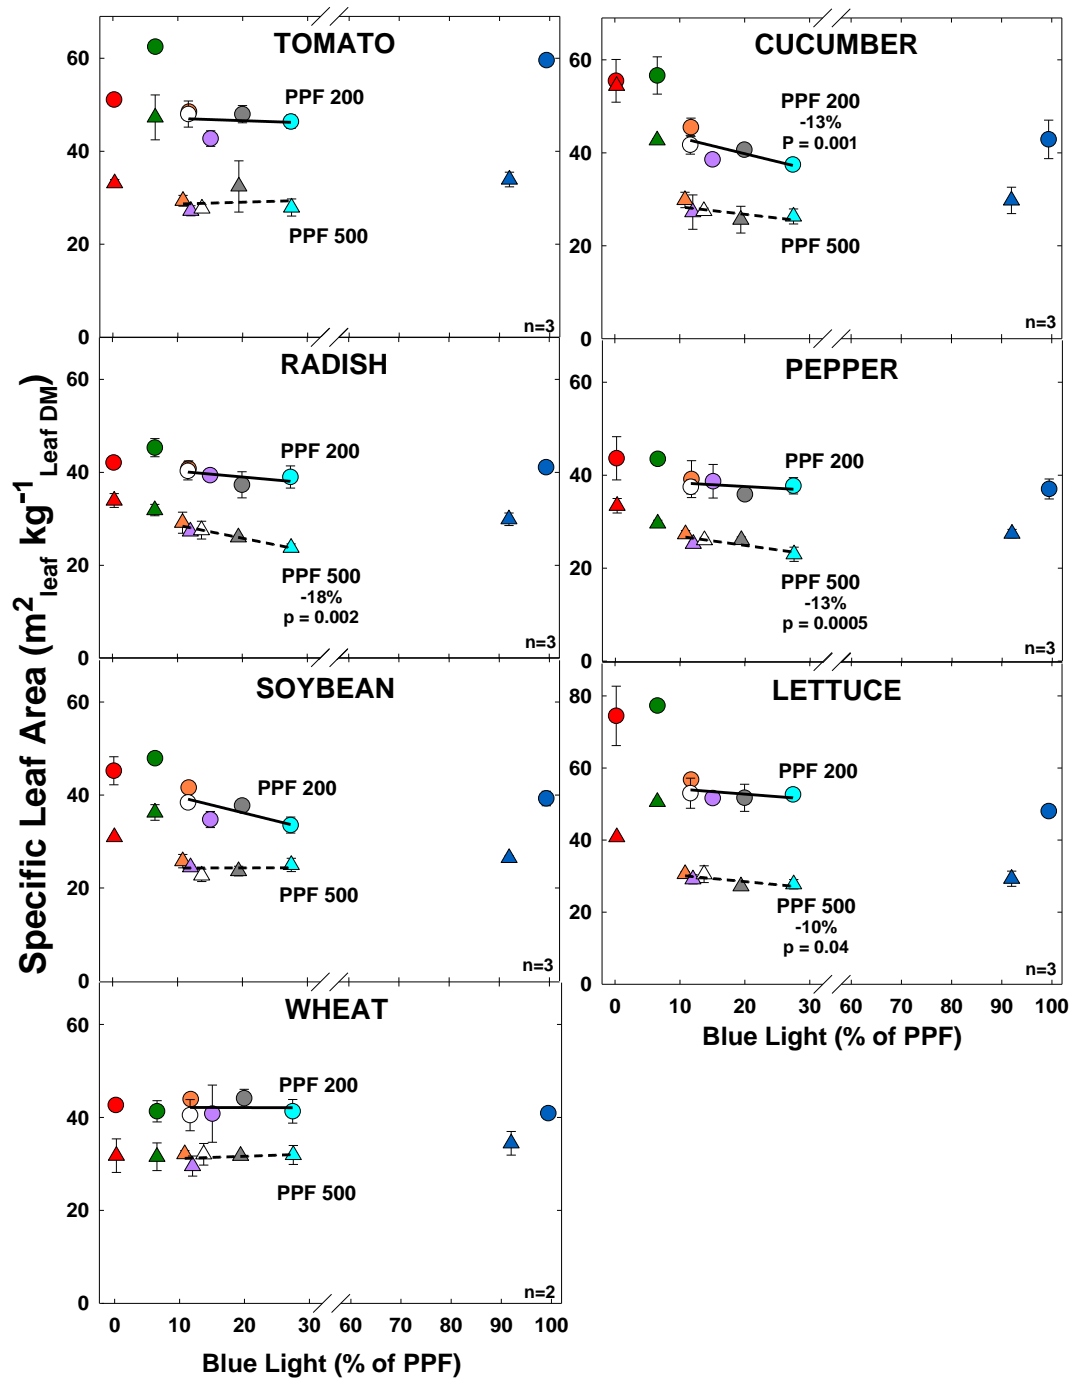 Specific Leaf Area (m2 leaf kg-1 Leaf DM)
TOMATO
60
40
20
0
PPF 200
PPF 500
n=3
CUCUMBER
60
40
20
0
PPF 200
-13%
P = 0.001
PPF 500
n=3
RADISH
60
40
20
0
PPF 200
PPF 500
-18%
p = 0.002
n=3
PEPPER
60
40
20
0
PPF 200
PPF 500
-13%
p = 0.0005
n=3
SOYBEAN
60
40
20
0
PPF 200
PPF 500
n=3
LETTUCE
80
60
40
20
0
PPF 200
PPF 500
-10%
p = 0.04
n=3
0 10 20 30 60 70 80 90 100
Blue Light (% of PPF)
WHEAT
60
40
20
0
PPF 200
PPF 500
n=2
0 10 20 30 60 70 80 90 100
Blue Light (% of PPF)